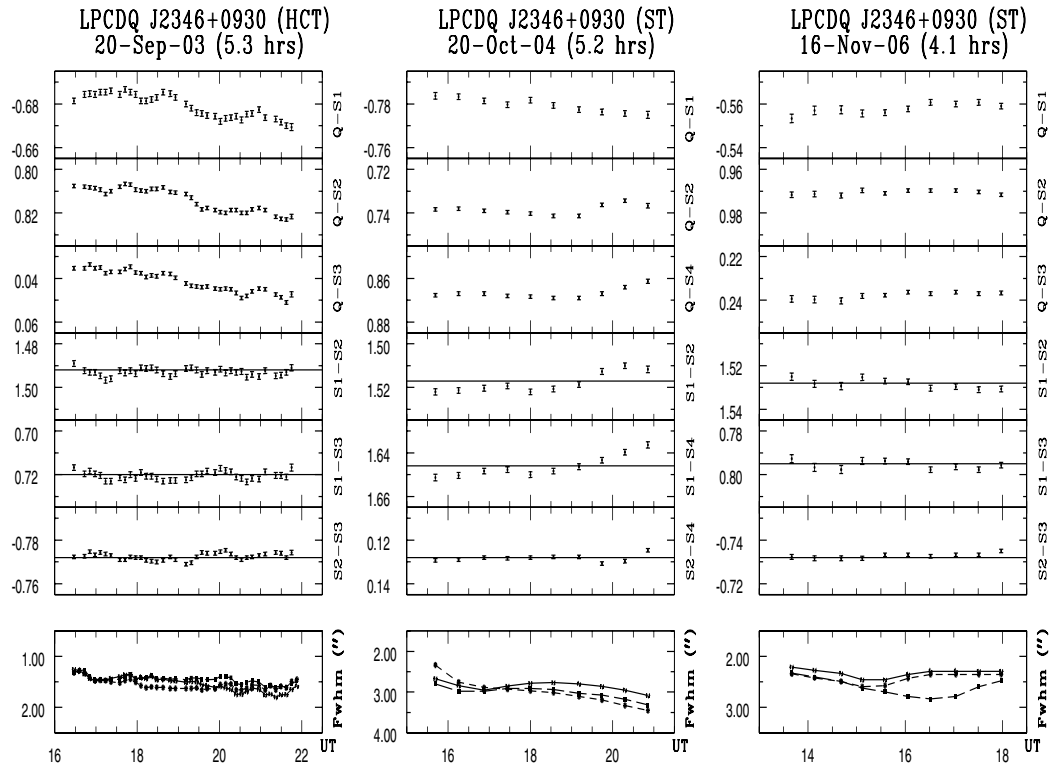 LPCDQ J2346+0930 (HCT)
20-Sep-03 (5.3 hrs)
-0.68
-0.66
Q-S1
0.80
0.82
Q-S2
0.04
0.06
Q-S3
1.48
1.50
S1-S2
0.70
0.72
S1-S3
-0.78
-0.76
S2-S3
1.00
2.00
Fwhm (″)
16 18 20 22 UT
LPCDQ J2346+0930 (ST)
20-Oct-04 (5.2 hrs)
-0.78
-0.76
Q-S1
0.72
0.74
Q-S2
0.86
0.88
Q-S4
1.50
1.52
S1-S2
1.64
1.66
S1-S4
0.12
0.14
S2-S4
2.00
3.00
4.00
Fwhm (″)
16 18 20 UT
LPCDQ J2346+0930 (ST)
16-Nov-06 (4.1 hrs)
-0.56
-0.54
Q-S1
0.96
0.98
Q-S2
0.22
0.24
Q-S3
1.52
1.54
S1-S2
0.78
0.80
S1-S3
-0.74
-0.72
S2-S3
2.00
3.00
Fwhm (″)
14 16 18 UT